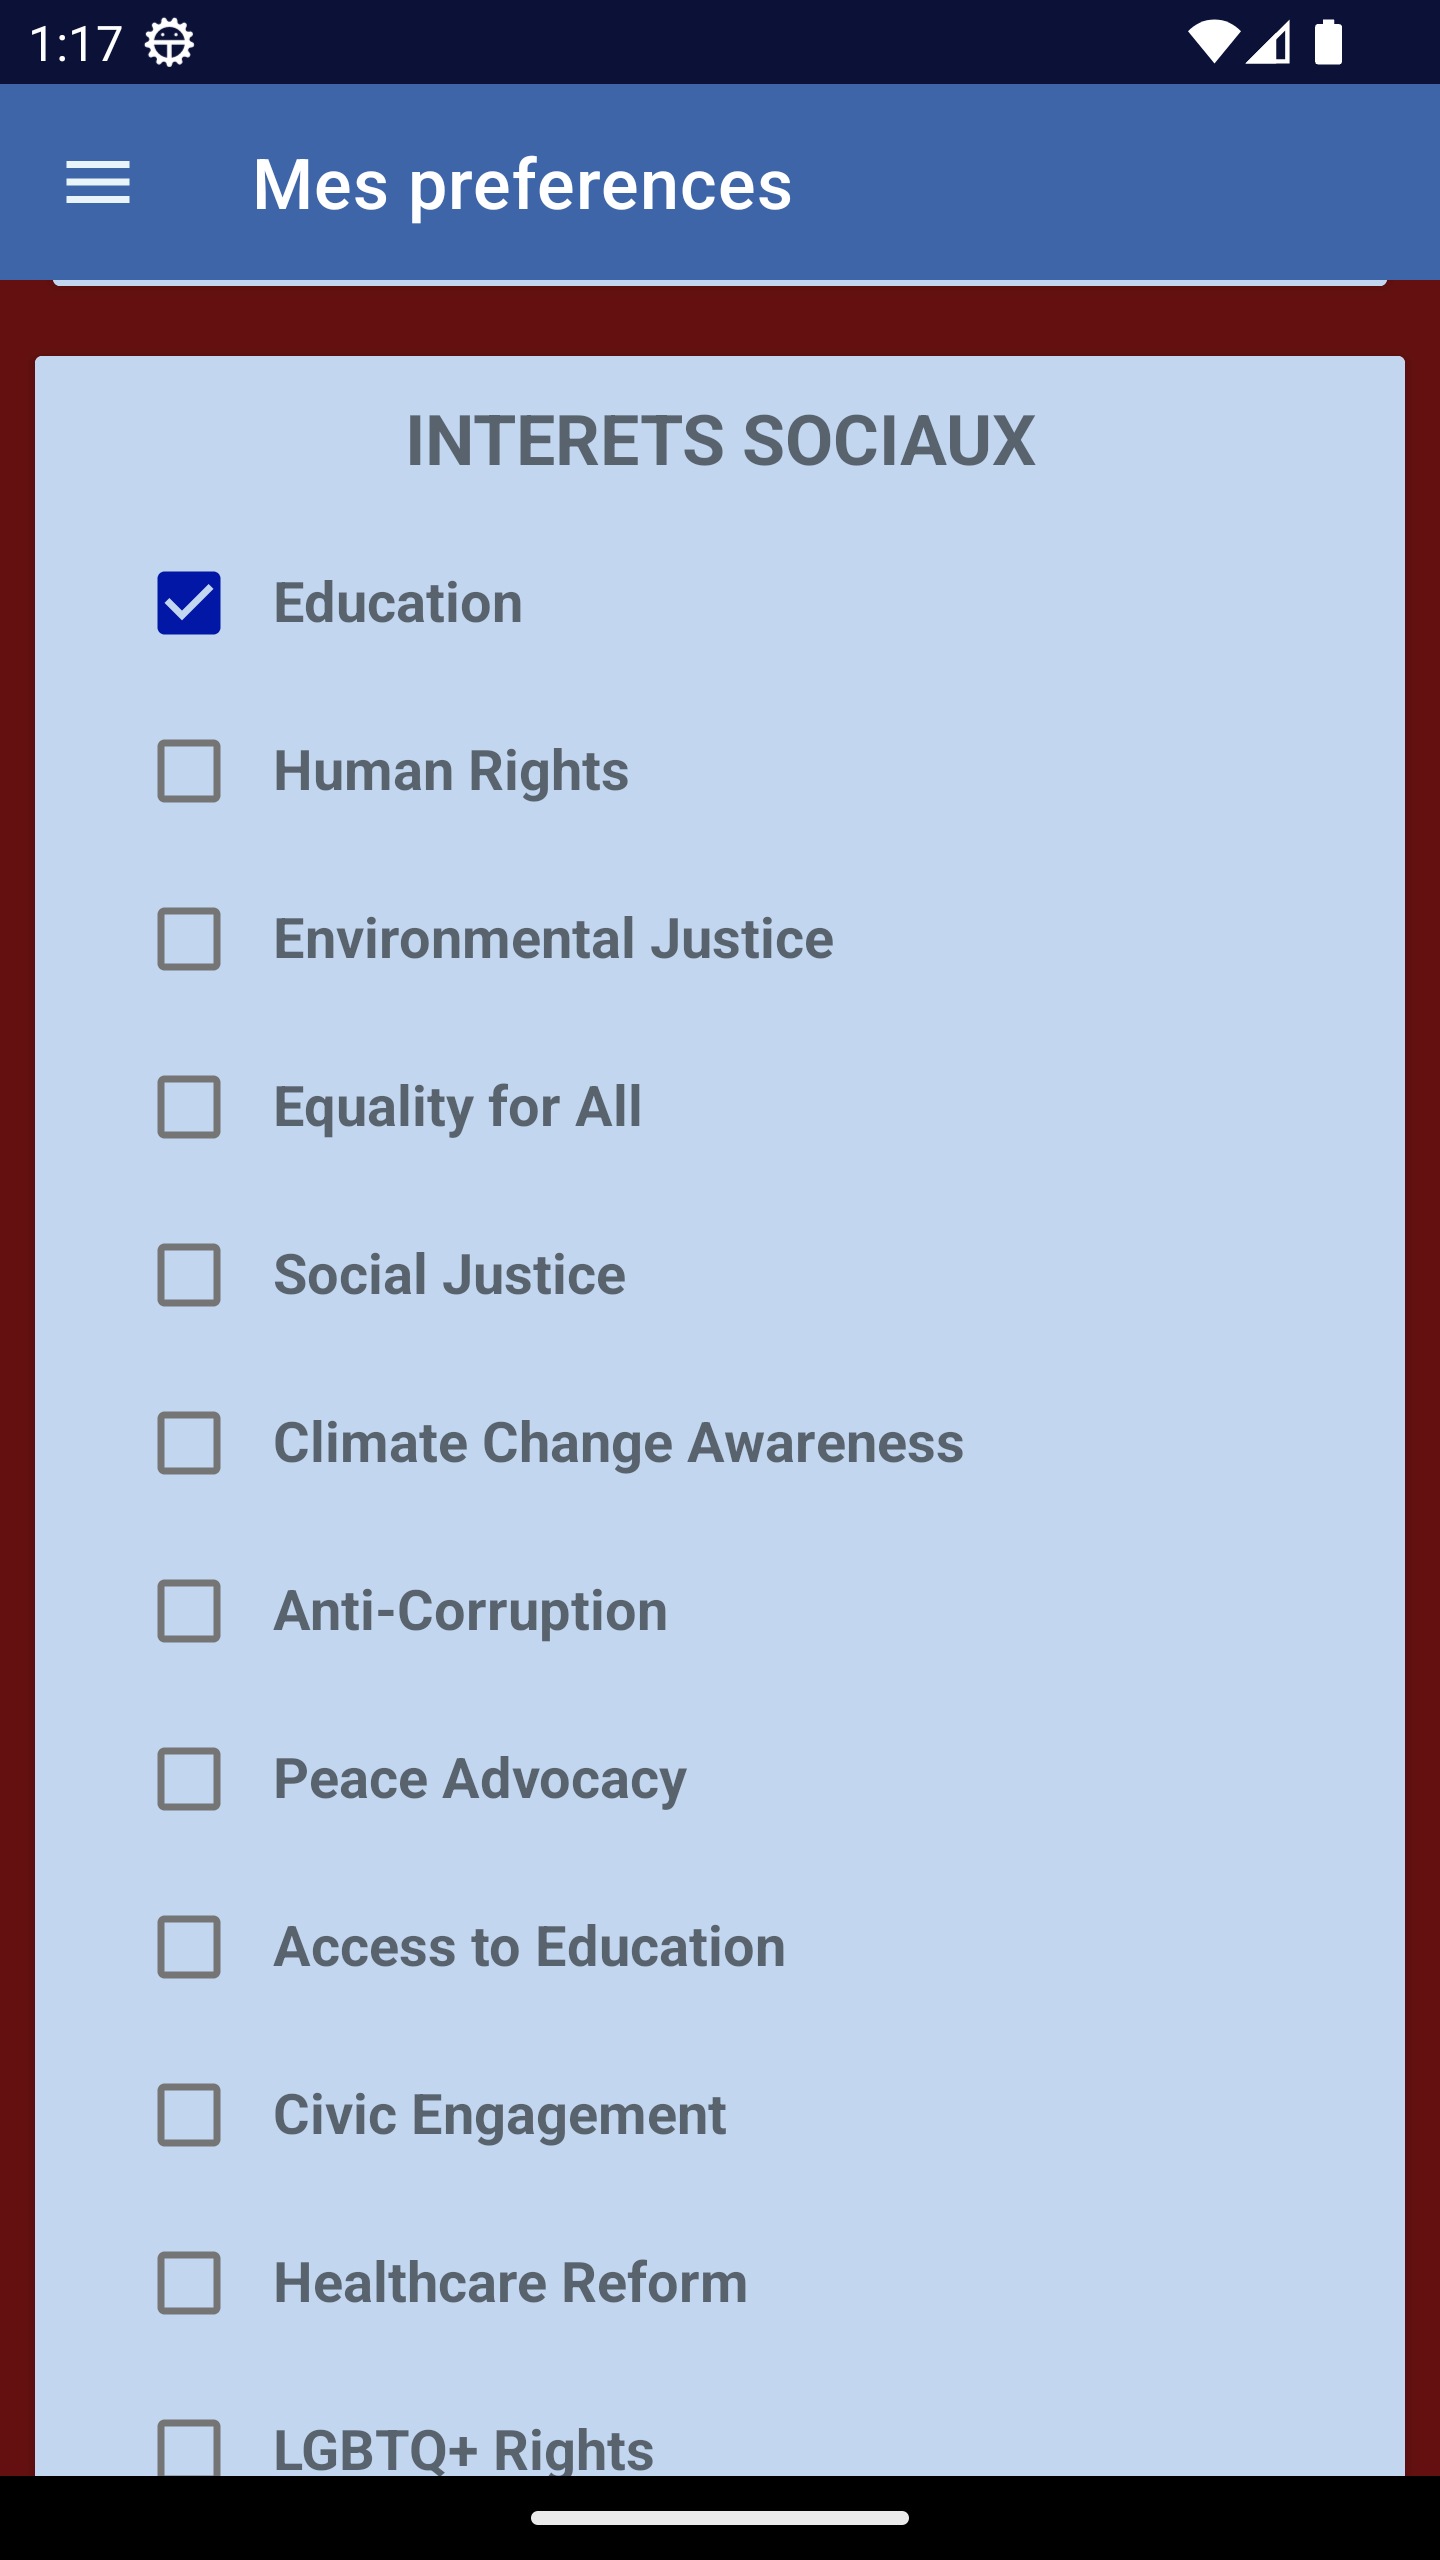 1:17
Mes preferences
INTERETS SOCIAUX
Education
Human Rights
Environmental Justice
Equality for All
Social Justice
Climate Change Awareness
Anti-Corruption
Peace Advocacy
Access to Education
Civic Engagement
Healthcare Reform
LGBTQ+ Rights